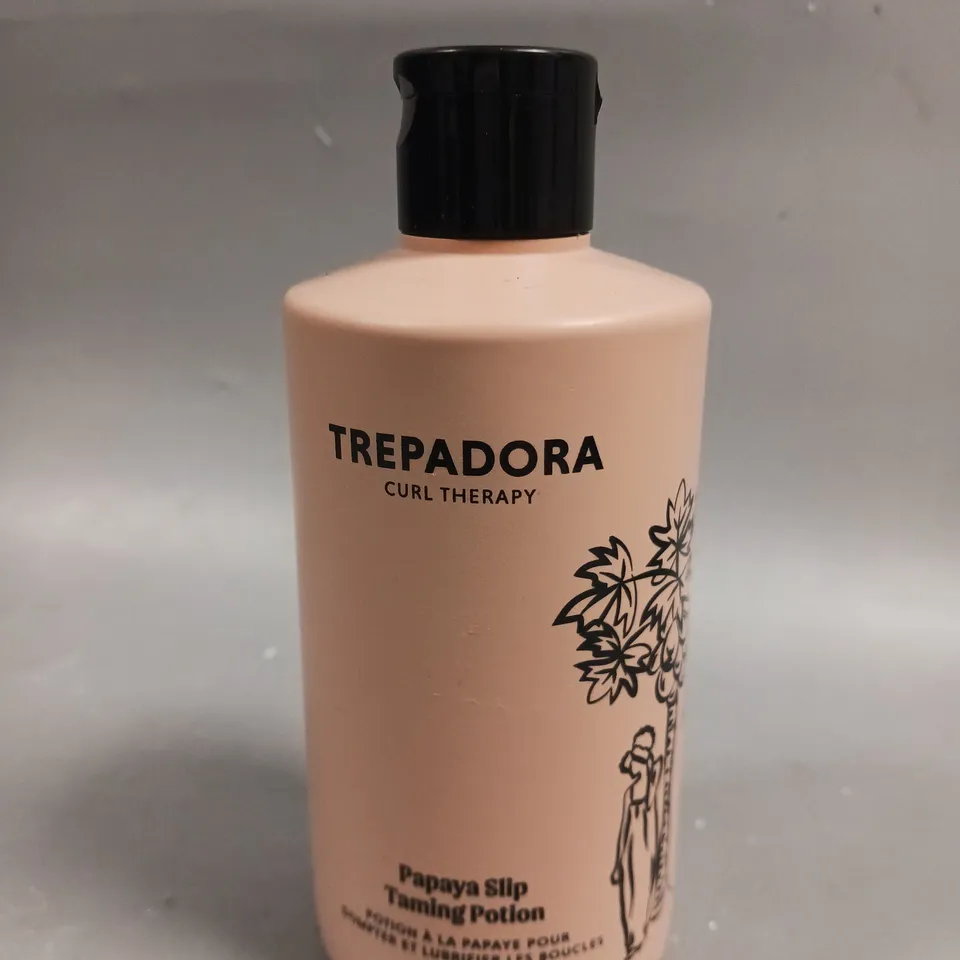 TREPADORA
CURL THERAPY
Papaya Slip
Taming Potion
POTION À LA PAPAYE POUR
DOMPTER ET LUBRIFIER LES BOUCLES